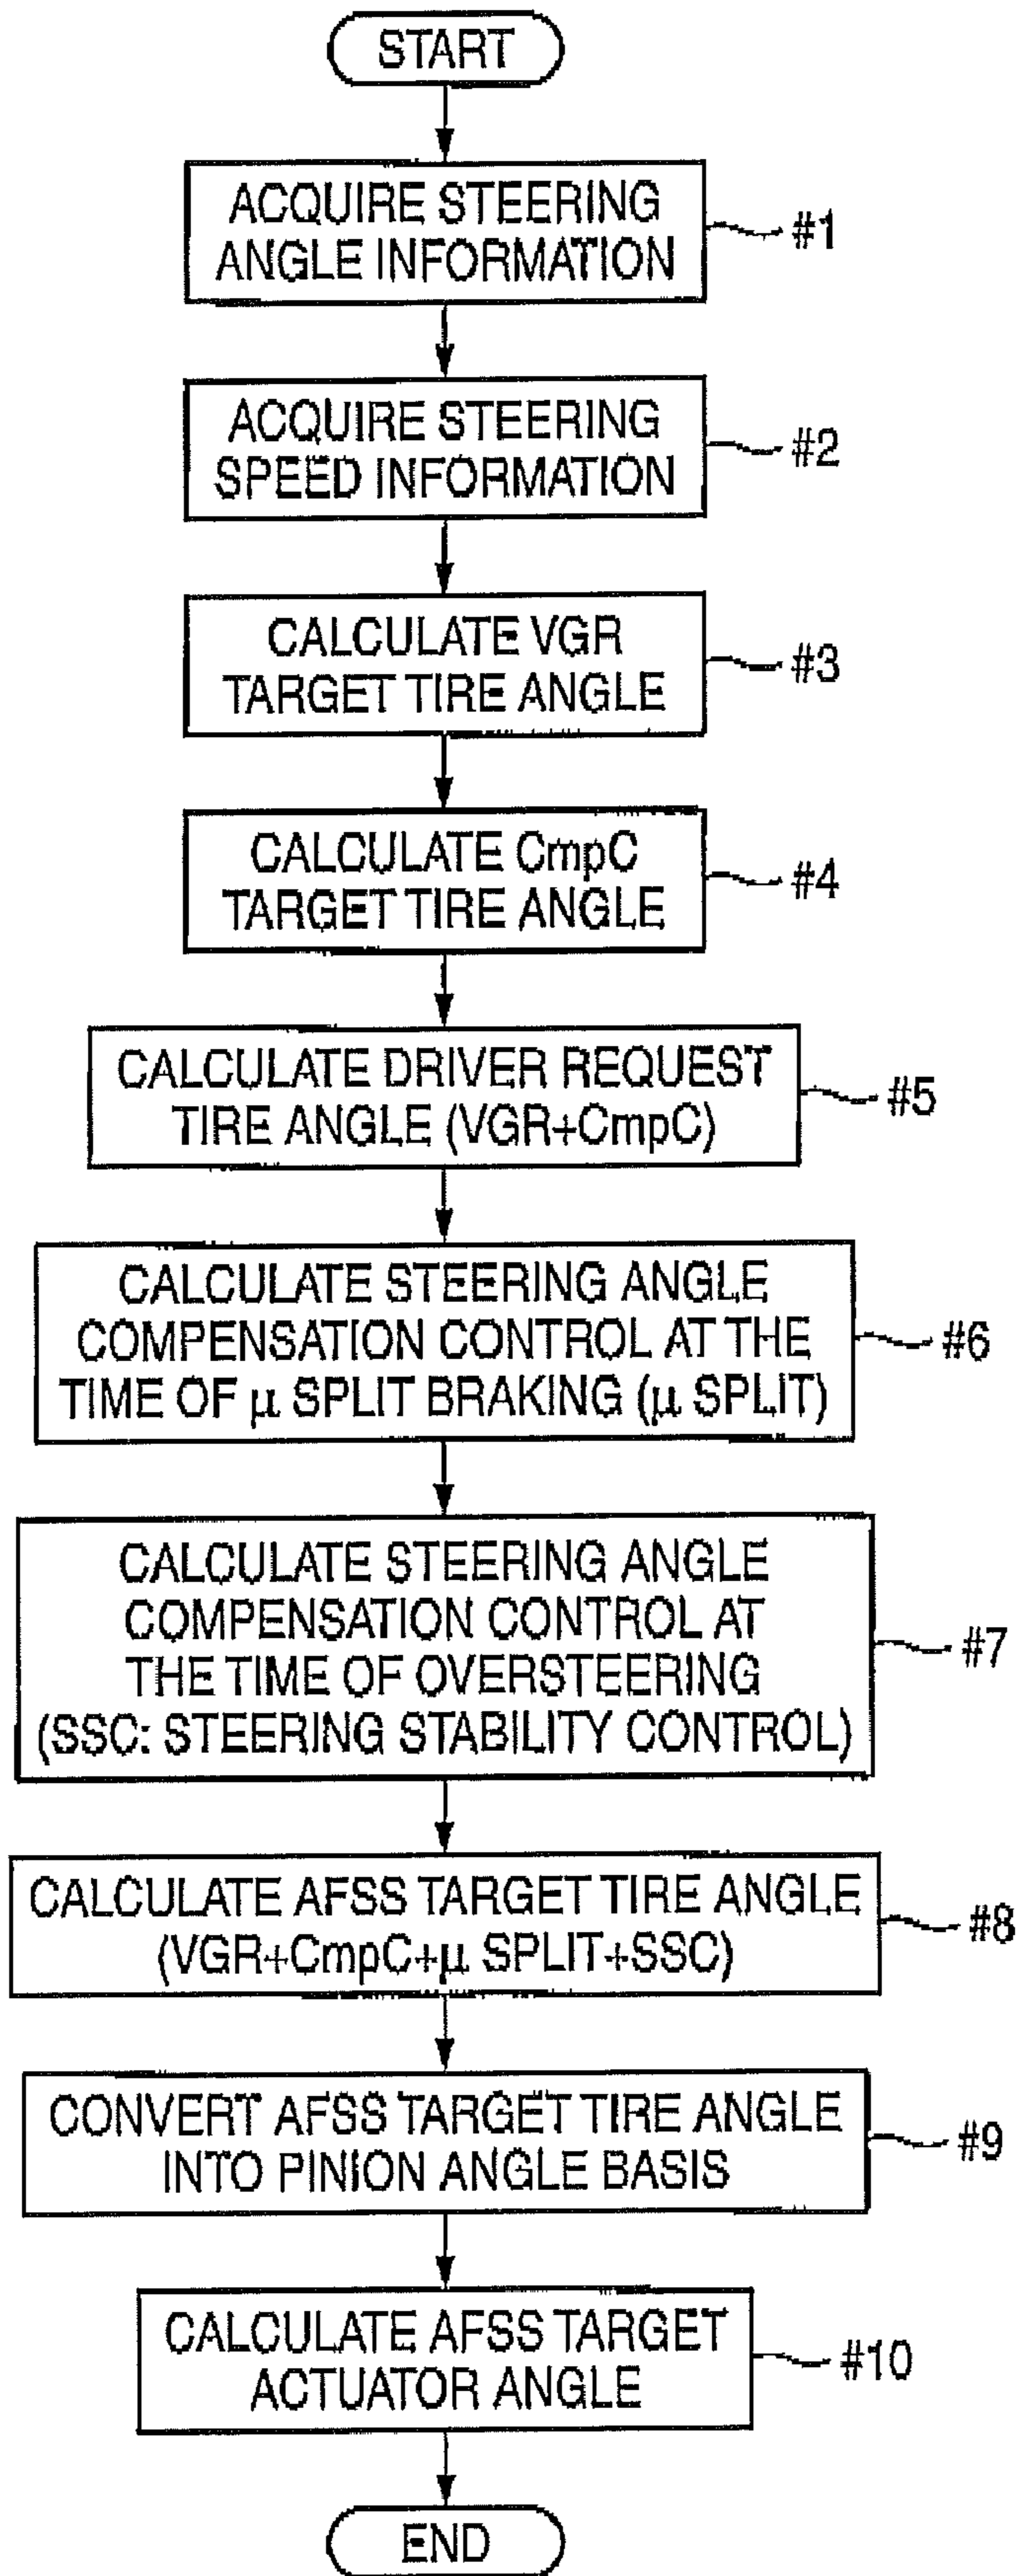 START
ACQUIRE STEERING
ANGLE INFORMATION
#1
ACQUIRE STEERING
SPEED INFORMATION
#2
CALCULATE VGR
TARGET TIRE ANGLE
#3
CALCULATE CmpC
TARGET TIRE ANGLE
#4
CALCULATE DRIVER REQUEST
TIRE ANGLE (VGR+CmpC)
#5
CALCULATE STEERING ANGLE
COMPENSATION CONTROL AT THE
TIME OF μ SPLIT BRAKING (μ SPLIT)
#6
CALCULATE STEERING ANGLE
COMPENSATION CONTROL AT
THE TIME OF OVERSTEERING
(SSC: STEERING STABILITY CONTROL)
#7
CALCULATE AFSS TARGET TIRE ANGLE
(VGR+CmpC+μ SPLIT+SSC)
#8
CONVERT AFSS TARGET TIRE ANGLE
INTO PINION ANGLE BASIS
#9
CALCULATE AFSS TARGET
ACTUATOR ANGLE
#10
END